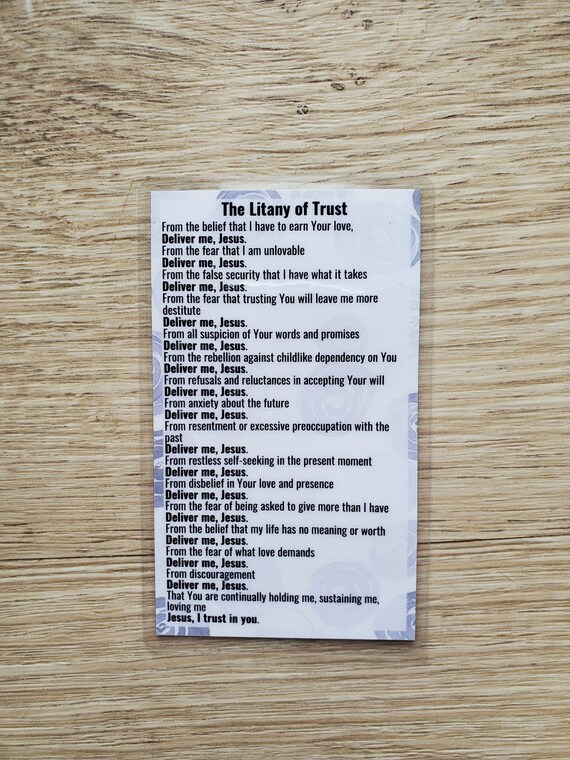 The Litany of Trust
From the belief that I have to earn Your love,
Deliver me, Jesus.
From the fear that I am unlovable
Deliver me, Jesus.
From the false security that I have what it takes
Deliver me, Jesus.
From the fear that trusting You will leave me more
destitute
Deliver me, Jesus.
From all suspicion of Your words and promises
Deliver me, Jesus.
From the rebellion against childlike dependency on You
Deliver me, Jesus.
From refusals and reluctances in accepting Your will
Deliver me, Jesus.
From anxiety about the future
Deliver me, Jesus.
From resentment or excessive preoccupation with the
past
Deliver me, Jesus.
From restless self-seeking in the present moment
Deliver me, Jesus.
From disbelief in Your love and presence
Deliver me, Jesus.
From the fear of being asked to give more than I have
Deliver me, Jesus.
From the belief that my life has no meaning or worth
Deliver me, Jesus.
From the fear of what love demands
Deliver me, Jesus.
From discouragement
Deliver me, Jesus.
That You are continually holding me, sustaining me,
loving me
Jesus, I trust in you.